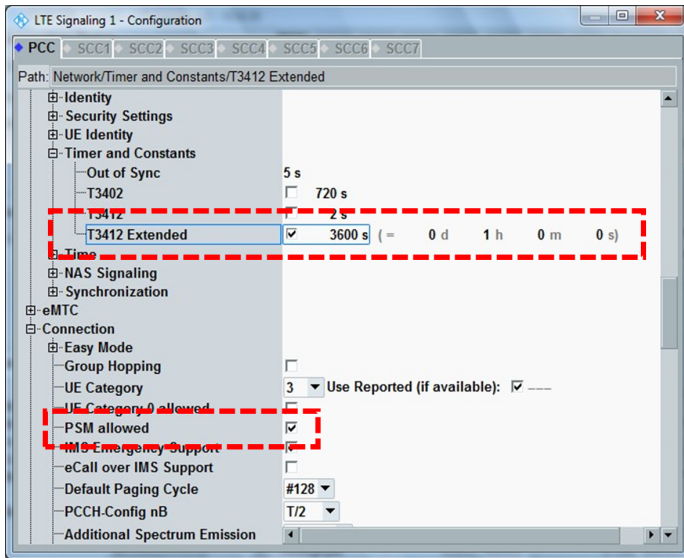 LTE Signaling 1 - Configuration
PCC SCC1 SCC2 SCC3 SCC4 SCC5 SCC6 SCC7
Path: Network/Timer and Constants/T3412 Extended
Identity
Security Settings
UE Identity
Timer and Constants
Out of Sync 5 s
T3402 720 s
T3412 2 s
T3412 Extended 3600 s ( = 0 d 1 h 0 m 0 s)
Time
NAS Signaling
Synchronization
eMTC
Connection
Easy Mode
Group Hopping
UE Category 3 Use Reported (if available): ---
UE Category 0 allowed
PSM allowed
IMS Emergency Support
eCall over IMS Support
Default Paging Cycle #128
PCCH-Config nB T/2
Additional Spectrum Emission